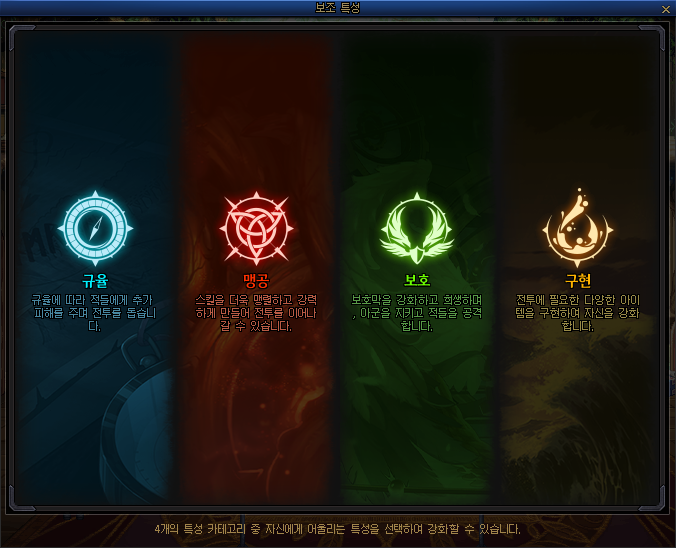 보조 특성
규율
규율에 따라 적들에게 추가
피해를 주며 전투를 돕습니
다.
맹공
스킬을 더욱 맹렬하고 강력
하게 만들어 전투를 이어나
갈 수 있습니다.
보호
보호막을 강화하고 희생하며
, 아군을 지키고 적들을 공격
합니다.
구현
전투에 필요한 다양한 아이
템을 구현하여 자신을 강화
합니다.
4개의 특성 카테고리 중 자신에게 어울리는 특성을 선택하여 강화할 수 있습니다.